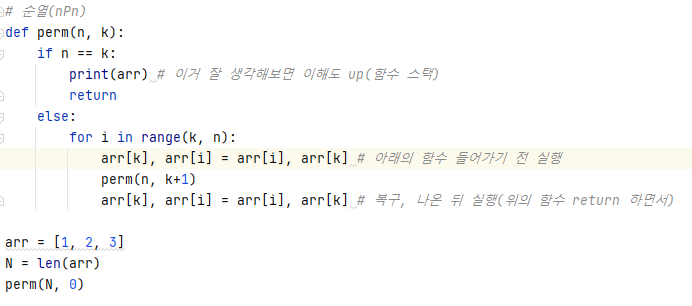 # 순열(nPn)
def perm(n, k):
    if n == k:
        print(arr) # 이거 잘 생각해보면 이해도 up(함수 스택)
        return
    else:
        for i in range(k, n):
            arr[k], arr[i] = arr[i], arr[k] # 아래의 함수 들어가기 전 실행
            perm(n, k+1)
            arr[k], arr[i] = arr[i], arr[k] # 복구, 나온 뒤 실행(위의 함수 return 하면서)
arr = [1, 2, 3]
N = len(arr)
perm(N, 0)